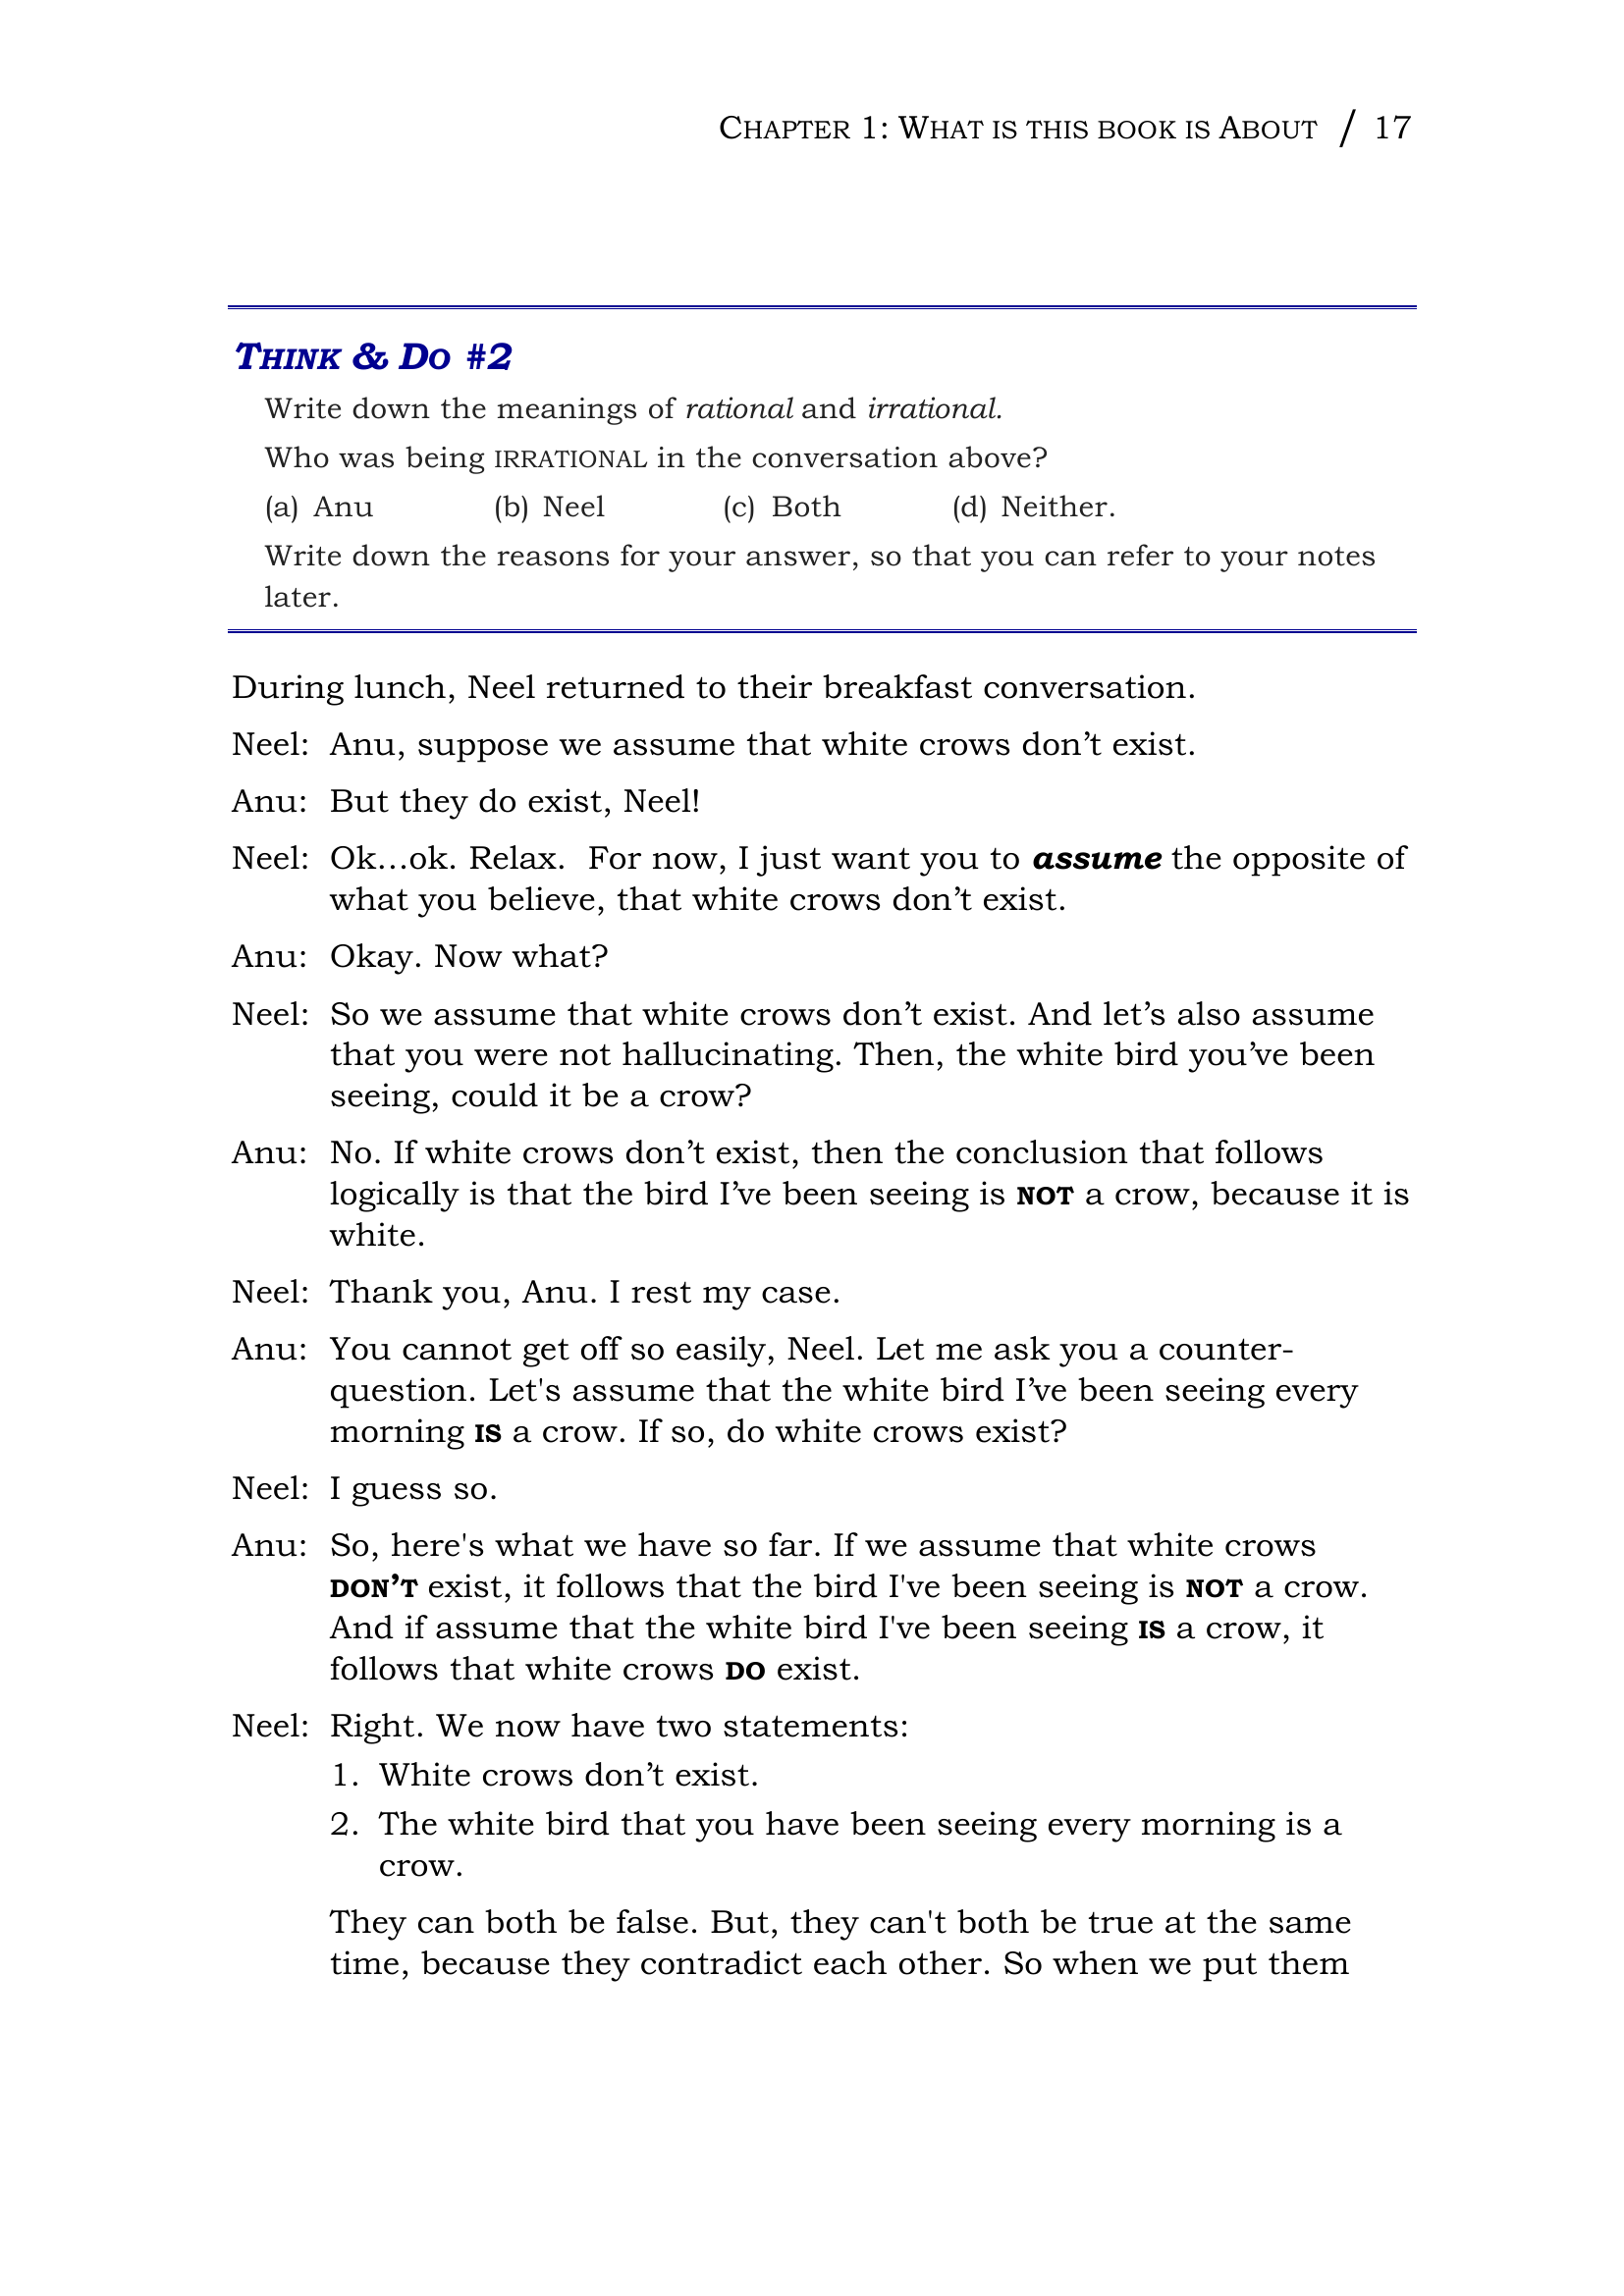 CHAPTER 1: WHAT IS THIS BOOK IS ABOUT / 17
THINK & DO #2
Write down the meanings of rational and irrational.
Who was being IRRATIONAL in the conversation above?
(a) Anu (b) Neel (c) Both (d) Neither.
Write down the reasons for your answer, so that you can refer to your notes
later.
During lunch, Neel returned to their breakfast conversation.
Neel: Anu, suppose we assume that white crows don’t exist.
Anu: But they do exist, Neel!
Neel: Ok…ok. Relax. For now, I just want you to assume the opposite of
what you believe, that white crows don’t exist.
Anu: Okay. Now what?
Neel: So we assume that white crows don’t exist. And let’s also assume
that you were not hallucinating. Then, the white bird you’ve been
seeing, could it be a crow?
Anu: No. If white crows don’t exist, then the conclusion that follows
logically is that the bird I’ve been seeing is NOT a crow, because it is
white.
Neel: Thank you, Anu. I rest my case.
Anu: You cannot get off so easily, Neel. Let me ask you a counter-
question. Let's assume that the white bird I’ve been seeing every
morning IS a crow. If so, do white crows exist?
Neel: I guess so.
Anu: So, here's what we have so far. If we assume that white crows
DON’T exist, it follows that the bird I've been seeing is NOT a crow.
And if assume that the white bird I've been seeing IS a crow, it
follows that white crows DO exist.
Neel: Right. We now have two statements:
1. White crows don’t exist.
2. The white bird that you have been seeing every morning is a
crow.
They can both be false. But, they can't both be true at the same
time, because they contradict each other. So when we put them